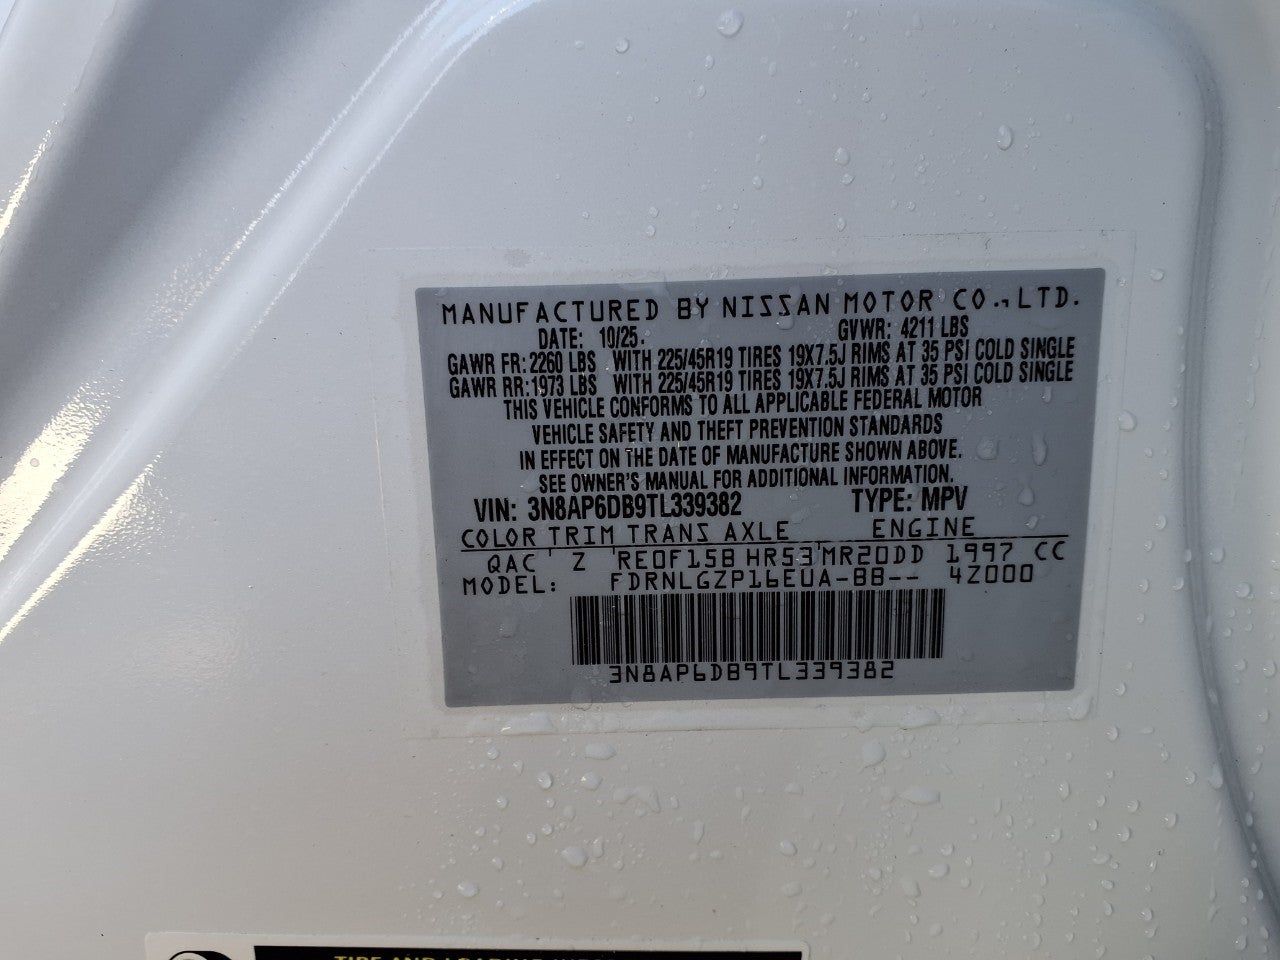 MANUFACTURED BY NISSAN MOTOR CO., LTD.
DATE: 10/25. GVWR: 4211 LBS
GAWR FR: 2260 LBS WITH 225/45R19 TIRES 19X7.5J RIMS AT 35 PSI COLD SINGLE
GAWR RR: 1973 LBS WITH 225/45R19 TIRES 19X7.5J RIMS AT 35 PSI COLD SINGLE
THIS VEHICLE CONFORMS TO ALL APPLICABLE FEDERAL MOTOR
VEHICLE SAFETY AND THEFT PREVENTION STANDARDS
IN EFFECT ON THE DATE OF MANUFACTURE SHOWN ABOVE.
SEE OWNER'S MANUAL FOR ADDITIONAL INFORMATION.
VIN: 3N8AP6DB9TL339382 TYPE: MPV
COLOR TRIM TRANS AXLE ENGINE
QAC Z RE0F15B HR53 MR20DD 1997 CC
MODEL: FDRNLGZP16EUA-BB-- 4Z000
3N8AP6DB9TL339382
TIRE AND LOADING